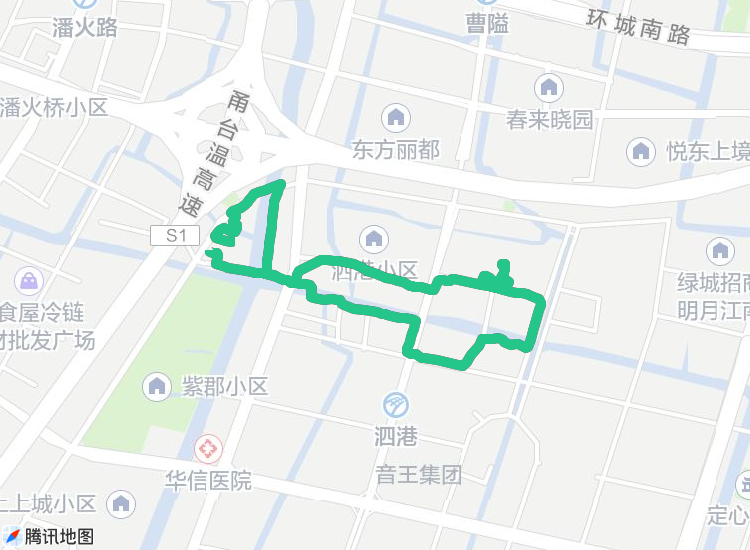 潘火路
曹隘
环城南路
潘火桥小区
甬台温高速
春来晓园
东方丽都
悦东上境
S1
泗港小区
绿城招商
明月江南
食屋冷链
材批发广场
紫郡小区
泗港
华信医院
音王集团
上上城小区
定心
腾讯地图